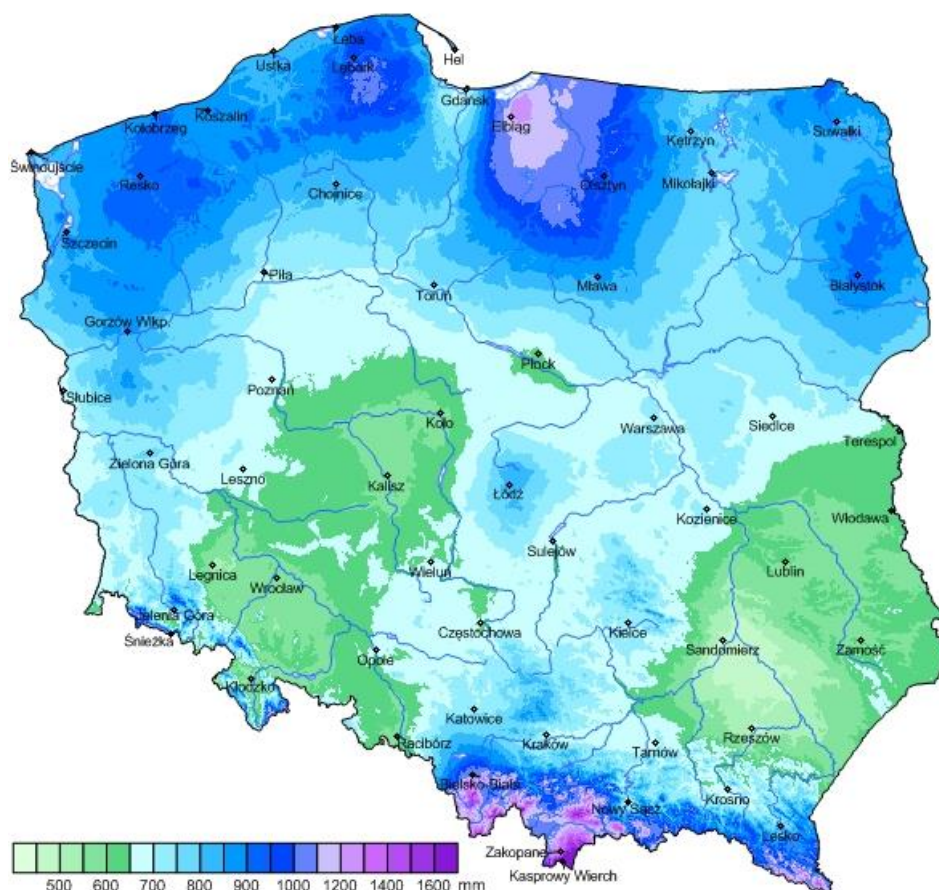 Łeba
Ustka
Lębark
Hel
Gdańsk
Kołobrzeg
Koszalin
Elbląg
Suwałki
Kętrzyn
Świnoujście
Resko
Chojnice
Olsztyn
Mikołajki
Szczecin
Piła
Toruń
Mława
Białystok
Gorzów Wlkp.
Płock
Słubice
Poznań
Koło
Warszawa
Siedlce
Terespol
Zielona Góra
Leszno
Kalisz
Łódź
Kozienice
Włodawa
Sulejów
Legnica
Wrocław
Wieluń
Lublin
Jelenia Góra
Śnieżka
Częstochowa
Kielce
Sandomierz
Zamość
Opole
Kłodzko
Katowice
Racibórz
Kraków
Tarnów
Rzeszów
Bielsko-Biała
Nowy Sącz
Krosno
Lesko
Zakopane
Kasprowy Wierch
500 600 700 800 900 1000 1200 1400 1600 mm